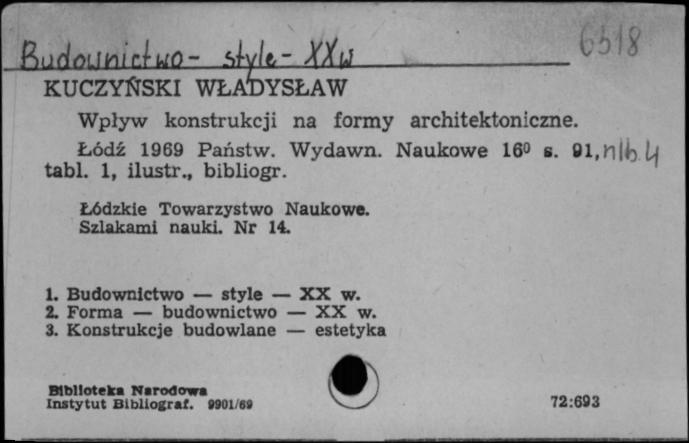 Budownictwo - style - XX w
6518
KUCZYŃSKI WŁADYSŁAW
Wpływ konstrukcji na formy architektoniczne.
Łódź 1969 Państw. Wydawn. Naukowe 16⁰ s. 91, nlb. 4
tabl. 1, ilustr., bibliogr.
Łódzkie Towarzystwo Naukowe.
Szlakami nauki. Nr 14.
1. Budownictwo — style — XX w.
2. Forma — budownictwo — XX w.
3. Konstrukcje budowlane — estetyka
Biblioteka Narodowa
Instytut Bibliograf. 9901/69
72:693